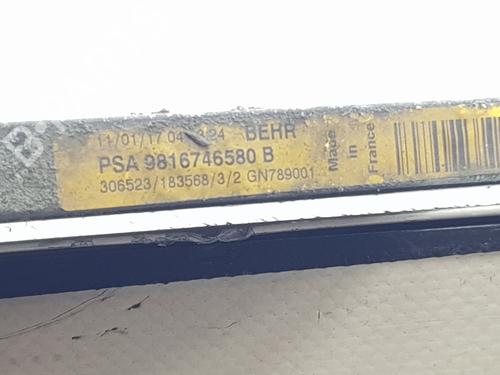 11/01/17 04 24 BEHR
PSA 9816746580 B
306523/183568/3/2 GN789001
Made
in
France